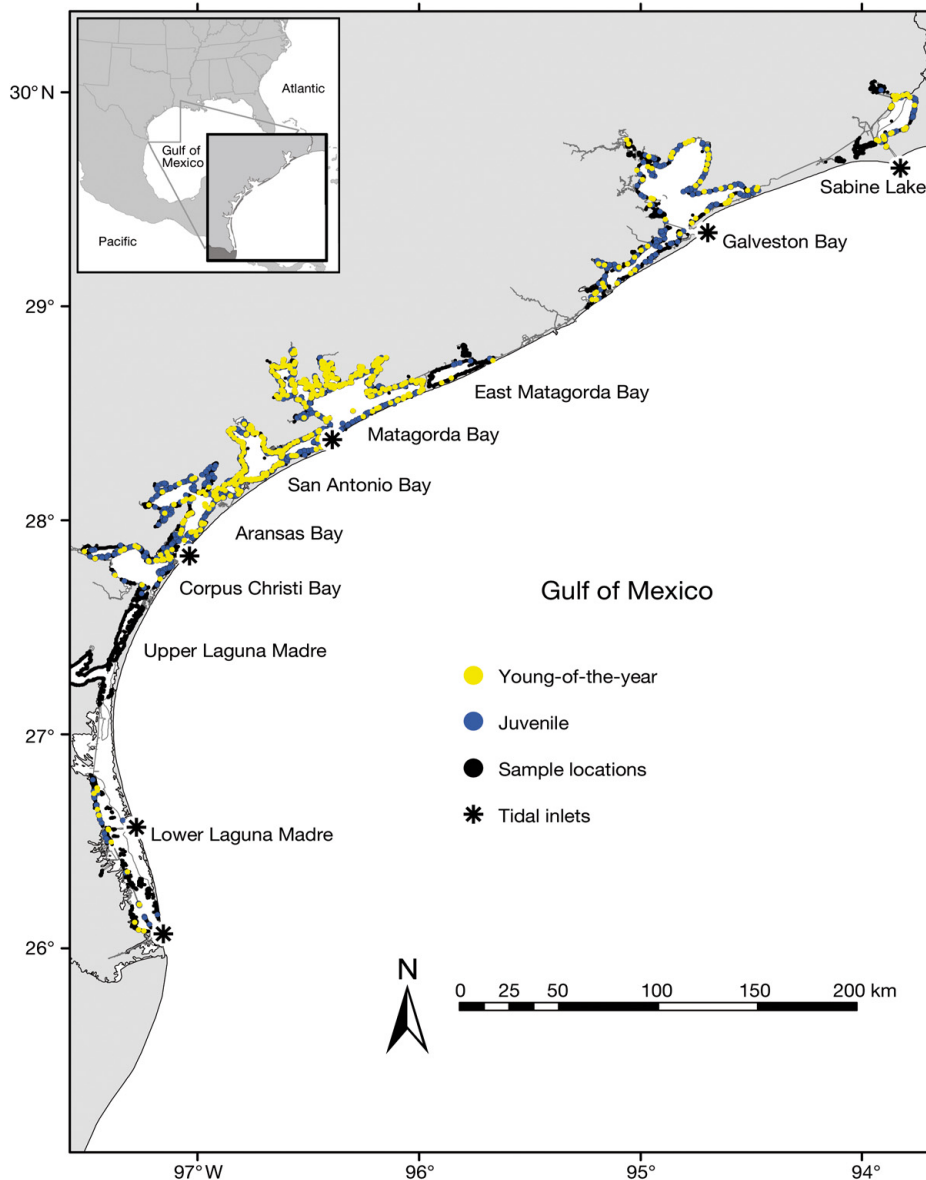 Atlantic
Gulf of
Mexico
Pacific
30° N
29°
28°
27°
26°
Sabine Lake
Galveston Bay
East Matagorda Bay
Matagorda Bay
San Antonio Bay
Aransas Bay
Corpus Christi Bay
Upper Laguna Madre
Lower Laguna Madre
Gulf of Mexico
Young-of-the-year
Juvenile
Sample locations
Tidal inlets
N
0 25 50 100 150 200 km
97° W 96° 95° 94°